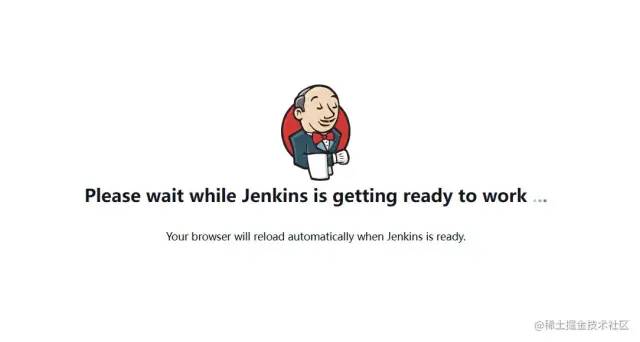 Please wait while Jenkins is getting ready to work ...
Your browser will reload automatically when Jenkins is ready.
@稀土掘金技术社区